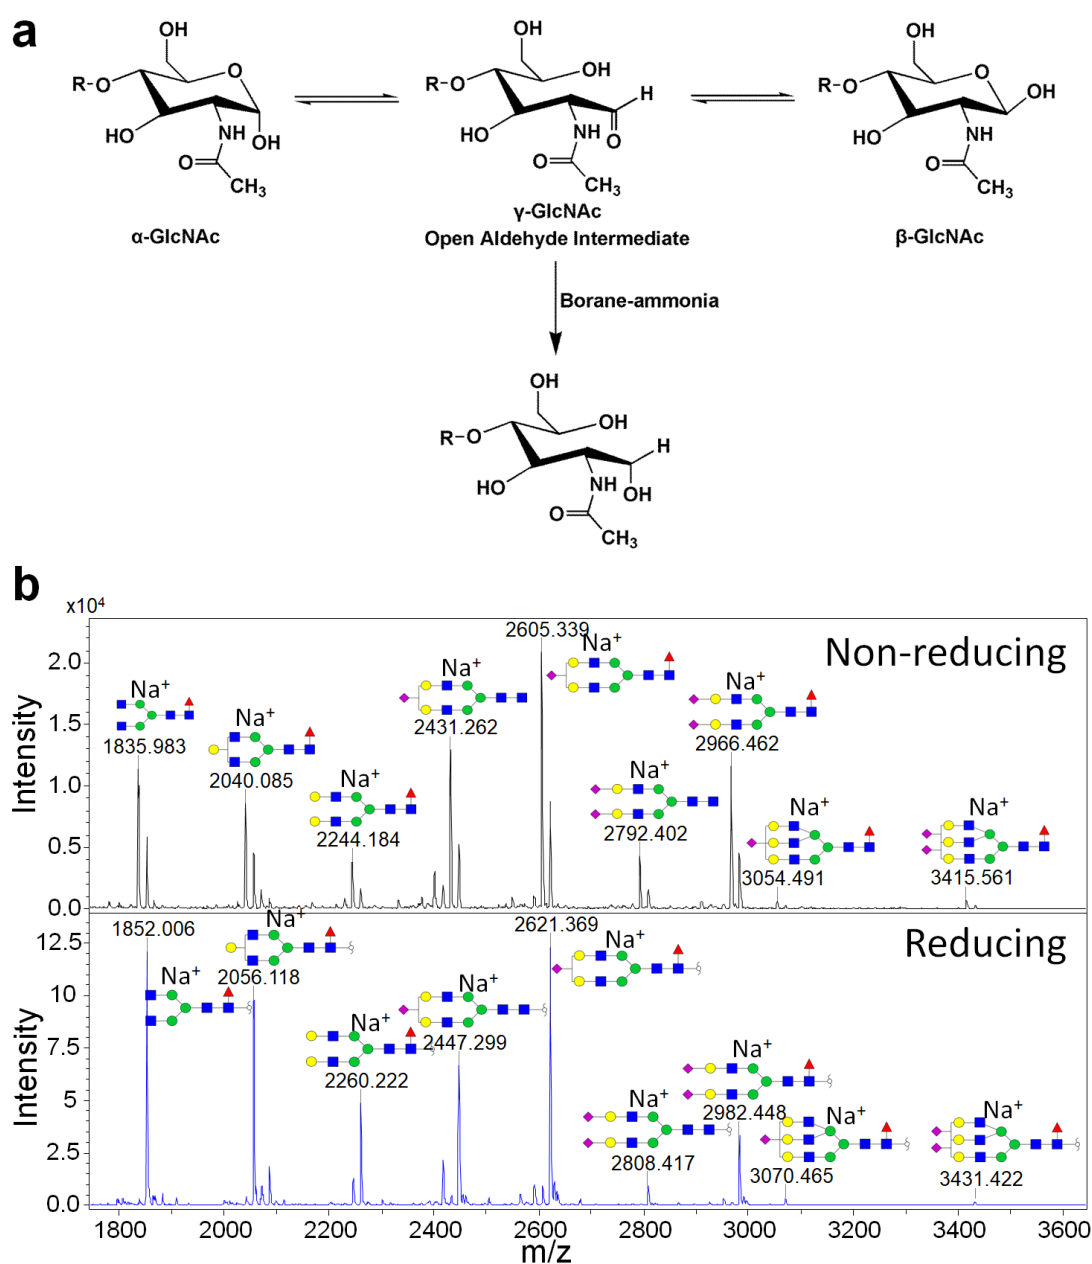 a
OH
O
R-O
HO
NH
OH
O
CH3
α-GlcNAc
OH
OH
R-O
H
HO
NH
O
O
CH3
γ-GlcNAc
Open Aldehyde Intermediate
OH
O
R-O
OH
HO
NH
O
CH3
β-GlcNAc
Borane-ammonia
OH
OH
R-O
H
HO
NH
OH
O
CH3
b
x10⁴
Non-reducing
Intensity
2.0
1.5
1.0
0.5
0.0
Na+
1835.983
Na+
2040.085
Na+
2244.184
Na+
2431.262
2605.339
Na+
Na+
2792.402
Na+
2966.462
Na+
3054.491
Na+
3415.561
Reducing
Intensity
12.5
10
7.5
5
2.5
0.0
1852.006
Na+
Na+
2056.118
Na+
2260.222
Na+
2447.299
2621.369
Na+
Na+
2808.417
Na+
2982.448
Na+
3070.465
Na+
3431.422
1800 2000 2200 2400 2600 2800 3000 3200 3400 3600
m/z